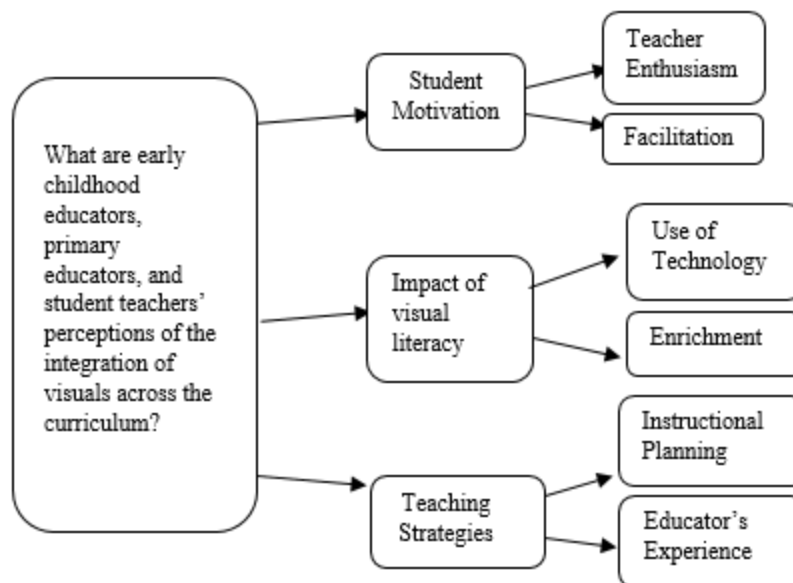 What are early
childhood
educators,
primary
educators, and
student teachers’
perceptions of the
integration of
visuals across the
curriculum?
Student
Motivation
Teacher
Enthusiasm
Facilitation
Impact of
visual
literacy
Use of
Technology
Enrichment
Teaching
Strategies
Instructional
Planning
Educator’s
Experience